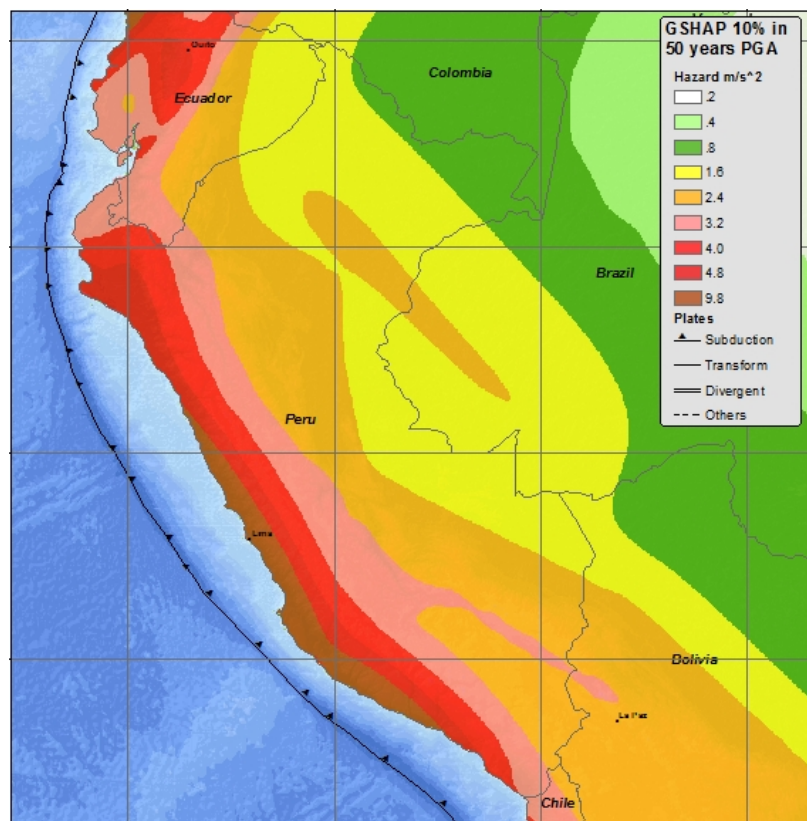 Quito
Ecuador
Colombia
Brazil
Peru
Lima
Bolivia
La Paz
Chile
GSHAP 10% in
50 years PGA
Hazard m/s^2
.2
.4
.8
1.6
2.4
3.2
4.0
4.8
9.8
Plates
Subduction
Transform
Divergent
Others